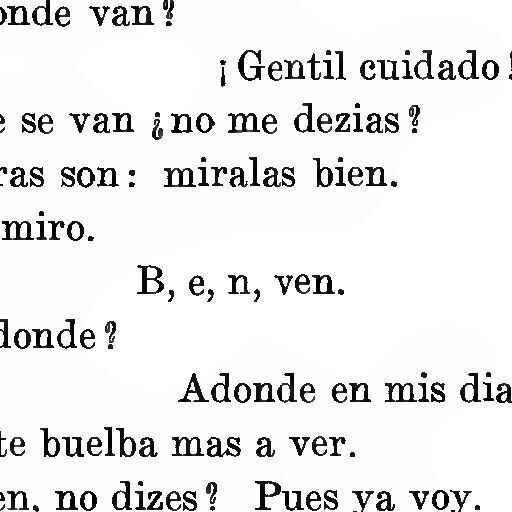 onde van?
¡Gentil cuidado!
e se van ¿no me dezias?
ras son: miralas bien.
miro.
B, e, n, ven.
donde?
Adonde en mis dia
te buelba mas a ver.
en, no dizes? Pues ya voy.